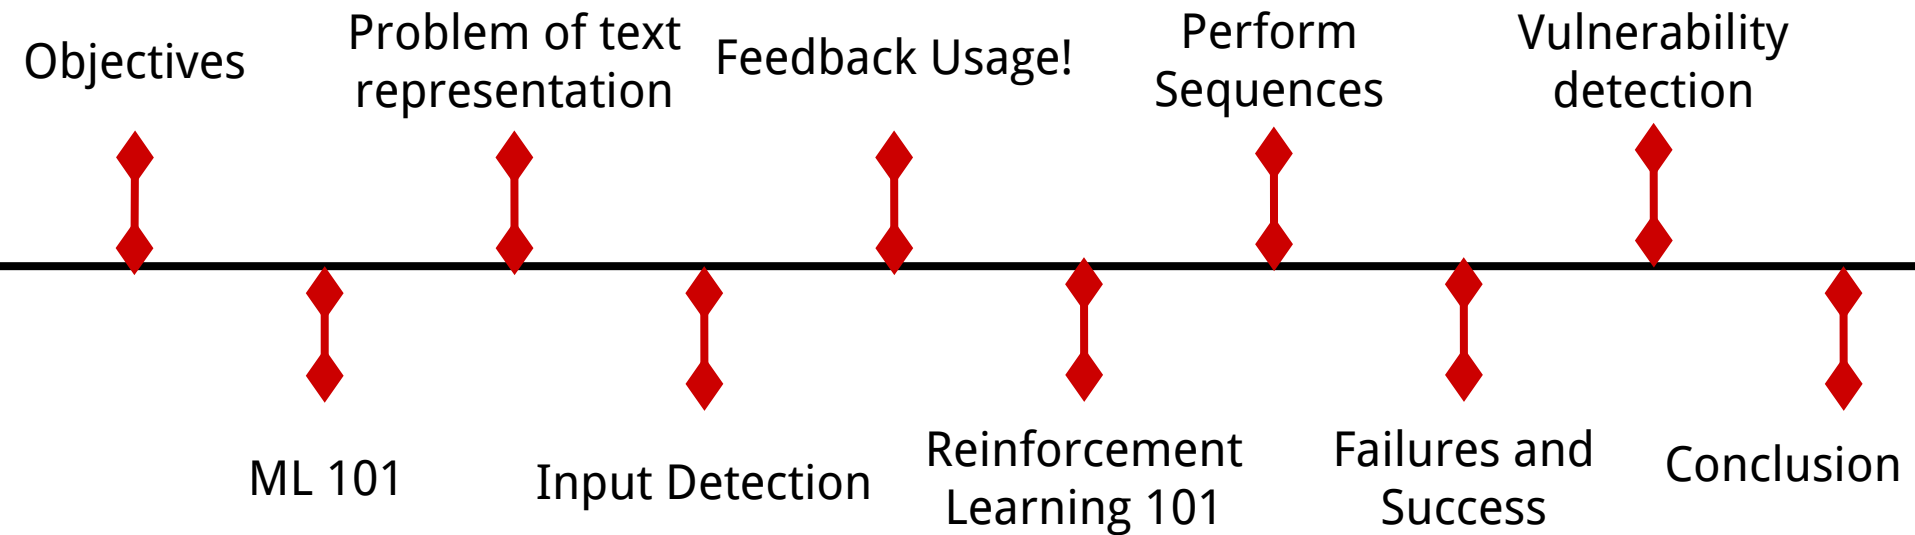 Objectives
ML 101
Problem of text
representation
Input Detection
Feedback Usage!
Reinforcement
Learning 101
Perform
Sequences
Failures and
Success
Vulnerability
detection
Conclusion